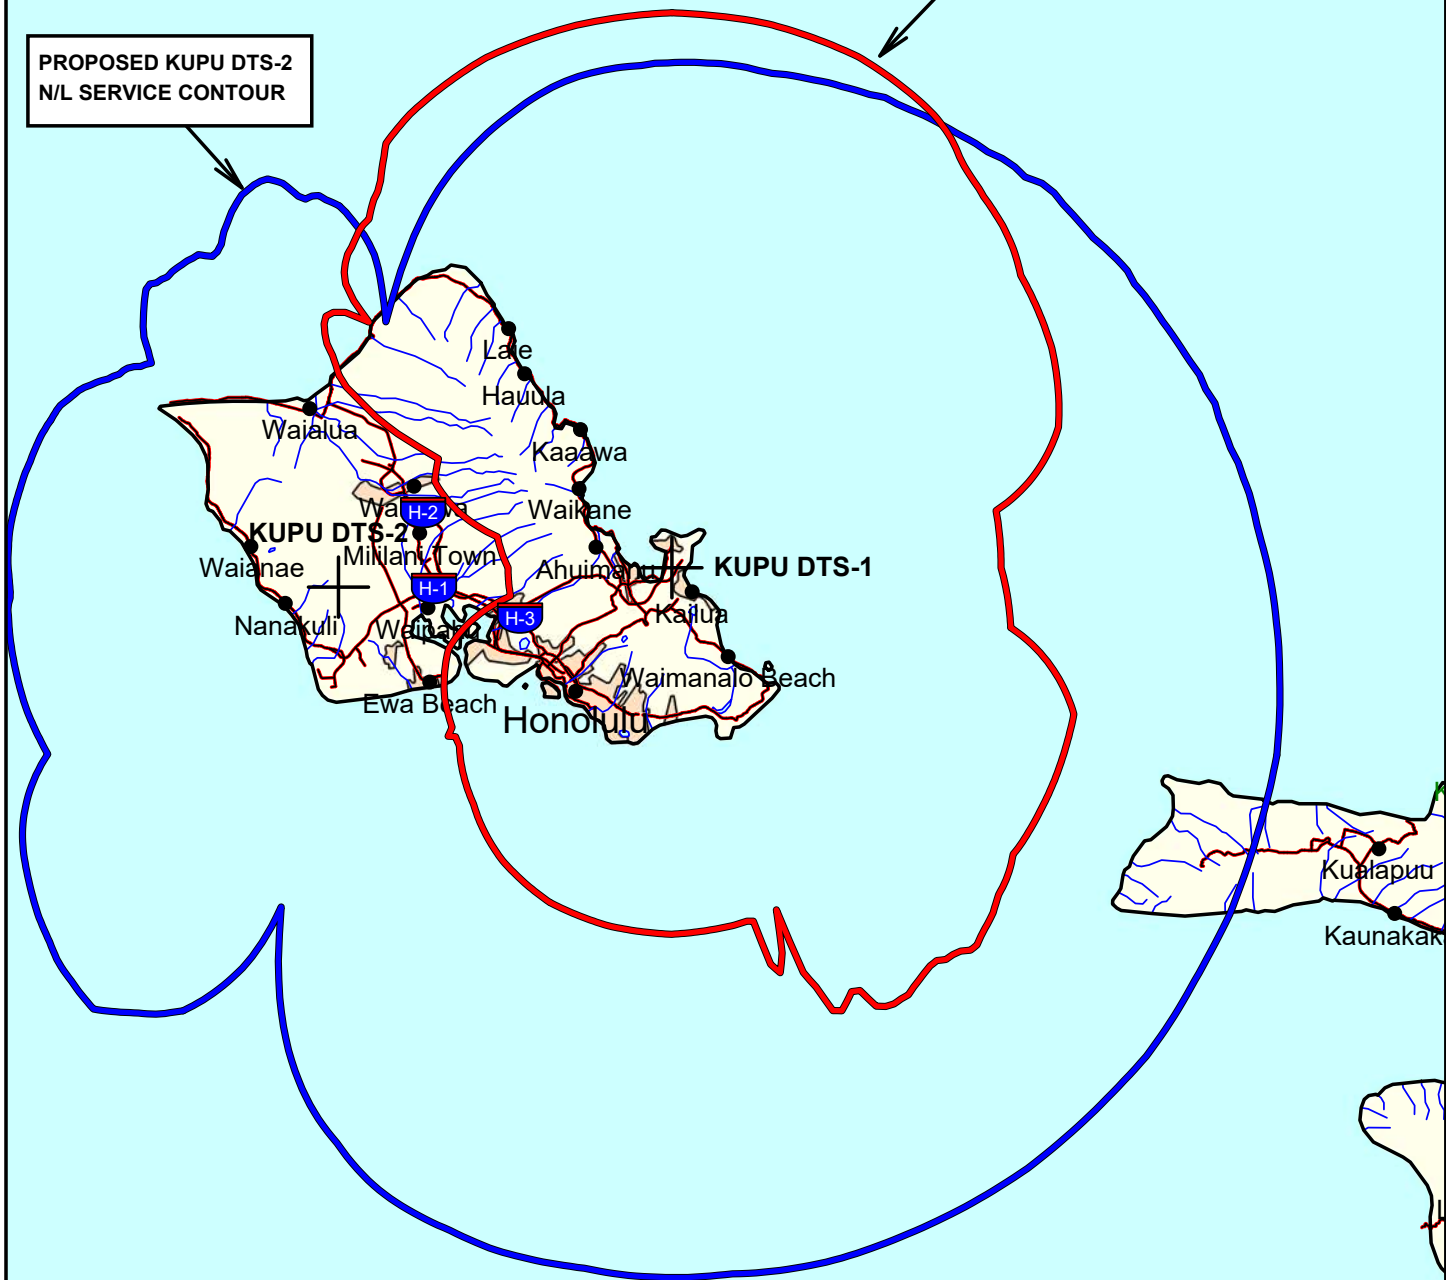 PROPOSED KUPU DTS-2
N/L SERVICE CONTOUR
Laie
Hauula
Waialua
Kaaawa
H-2
Waikane
KUPU DTS-2
Mililani Town
Waianae
Ahuimanu
KUPU DTS-1
H-1
Nanakuli
Waipahu
H-3
Kailua
Waimanalo Beach
Ewa Beach
Honolulu
Kualapuu